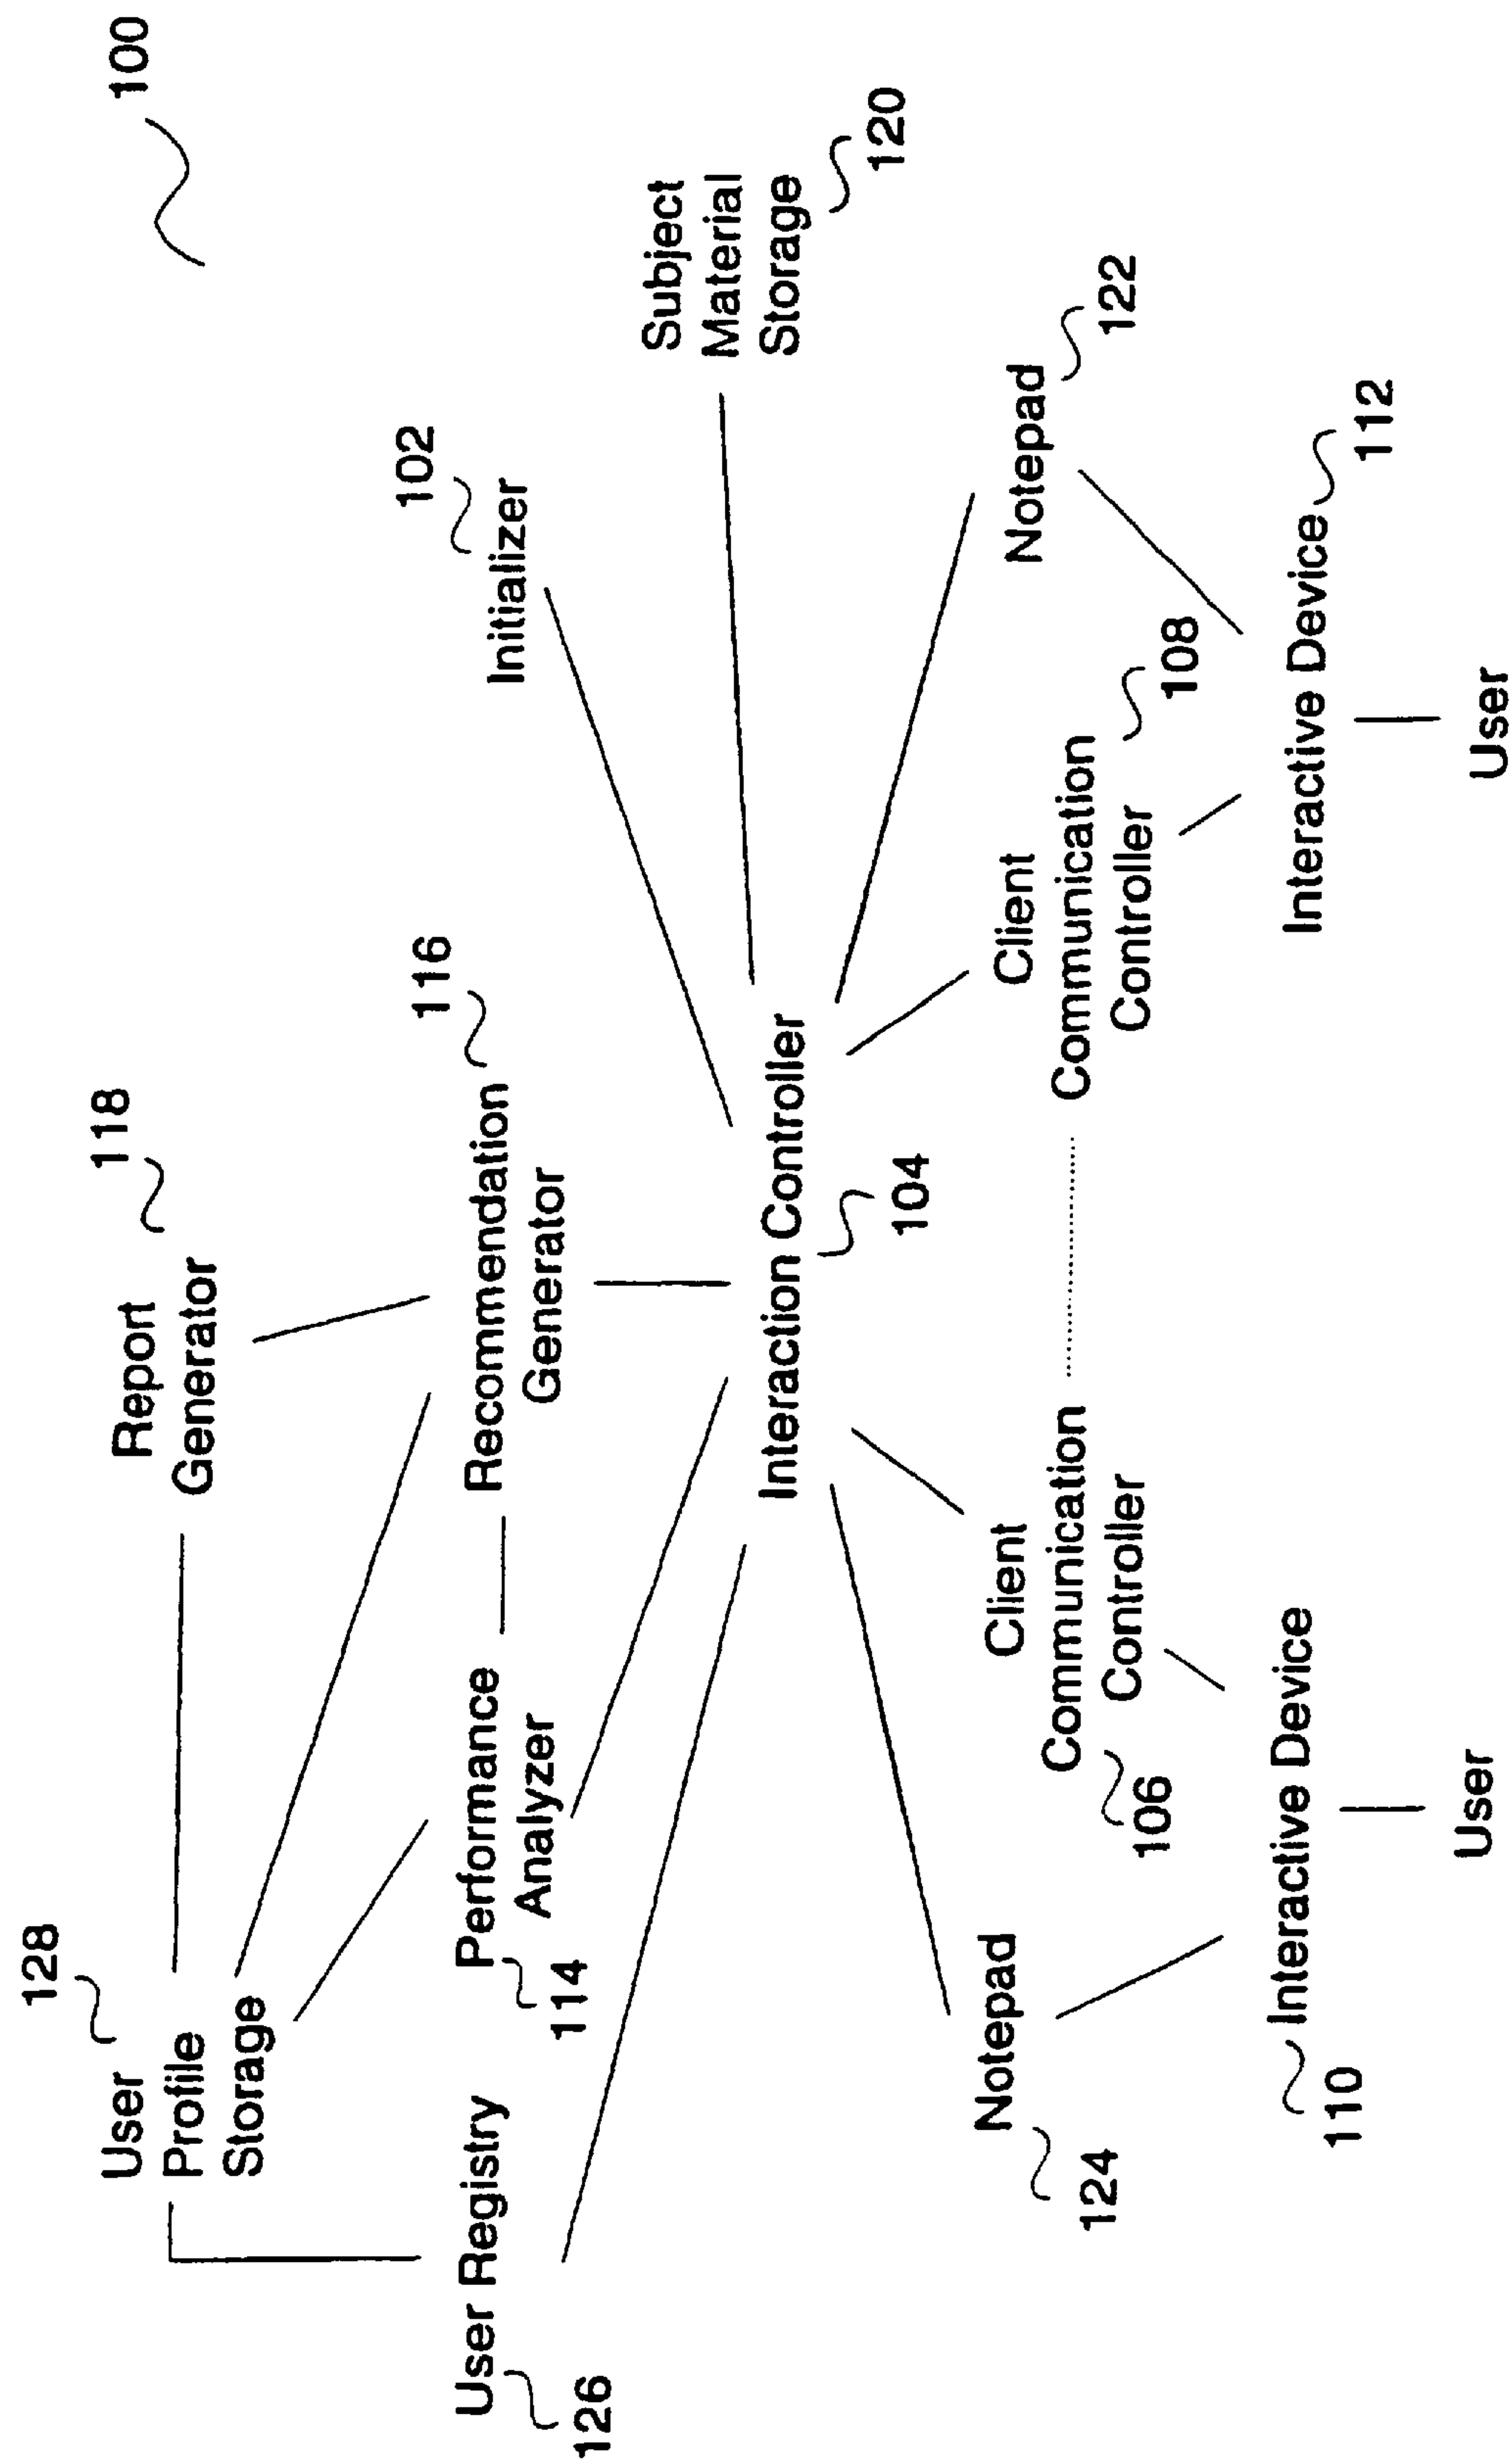 100
118
Report
Generator
128
User
Profile
Storage
116
Recommendation
Generator
102
Initializer
Subject
Material
Storage
120
Performance
Analyzer
114
User Registry
126
Interaction Controller
104
Notepad
124
Client
Communication
Controller
106
Client
Communication
Controller
108
Notepad
122
110
Interactive Device
Interactive Device
112
User
User